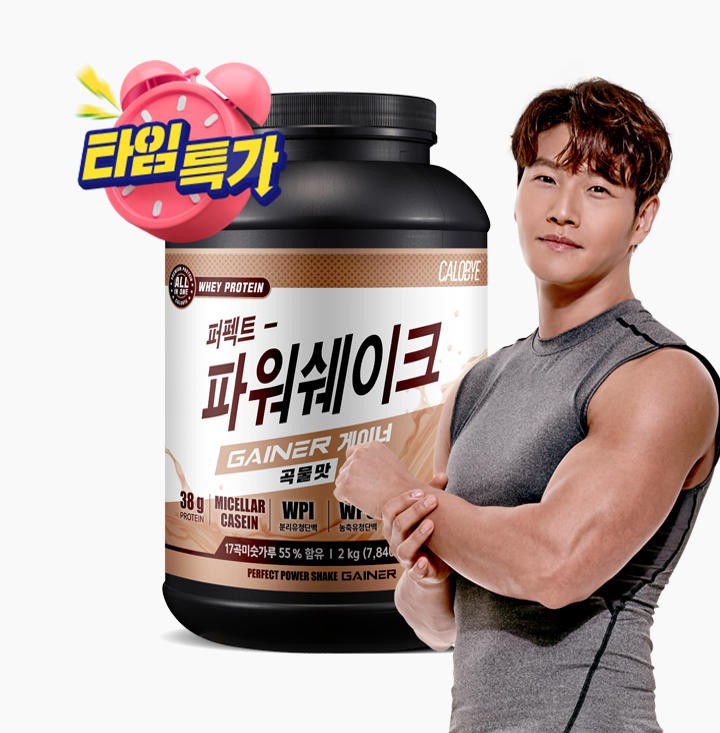 타임
특가
CALOBYE
PREMIUM PROTEIN
ALL
IN ONE
CALOBYE
WHEY PROTEIN
퍼펙트
파워쉐이크
GAINER 게이너
곡물맛
38 g
PROTEIN
MICELLAR
CASEIN
WPI
분리유청단백
농축유청단백
17곡미숫가루 55 % 함유 | 2 kg
PERFECT POWER SHAKE GAINER